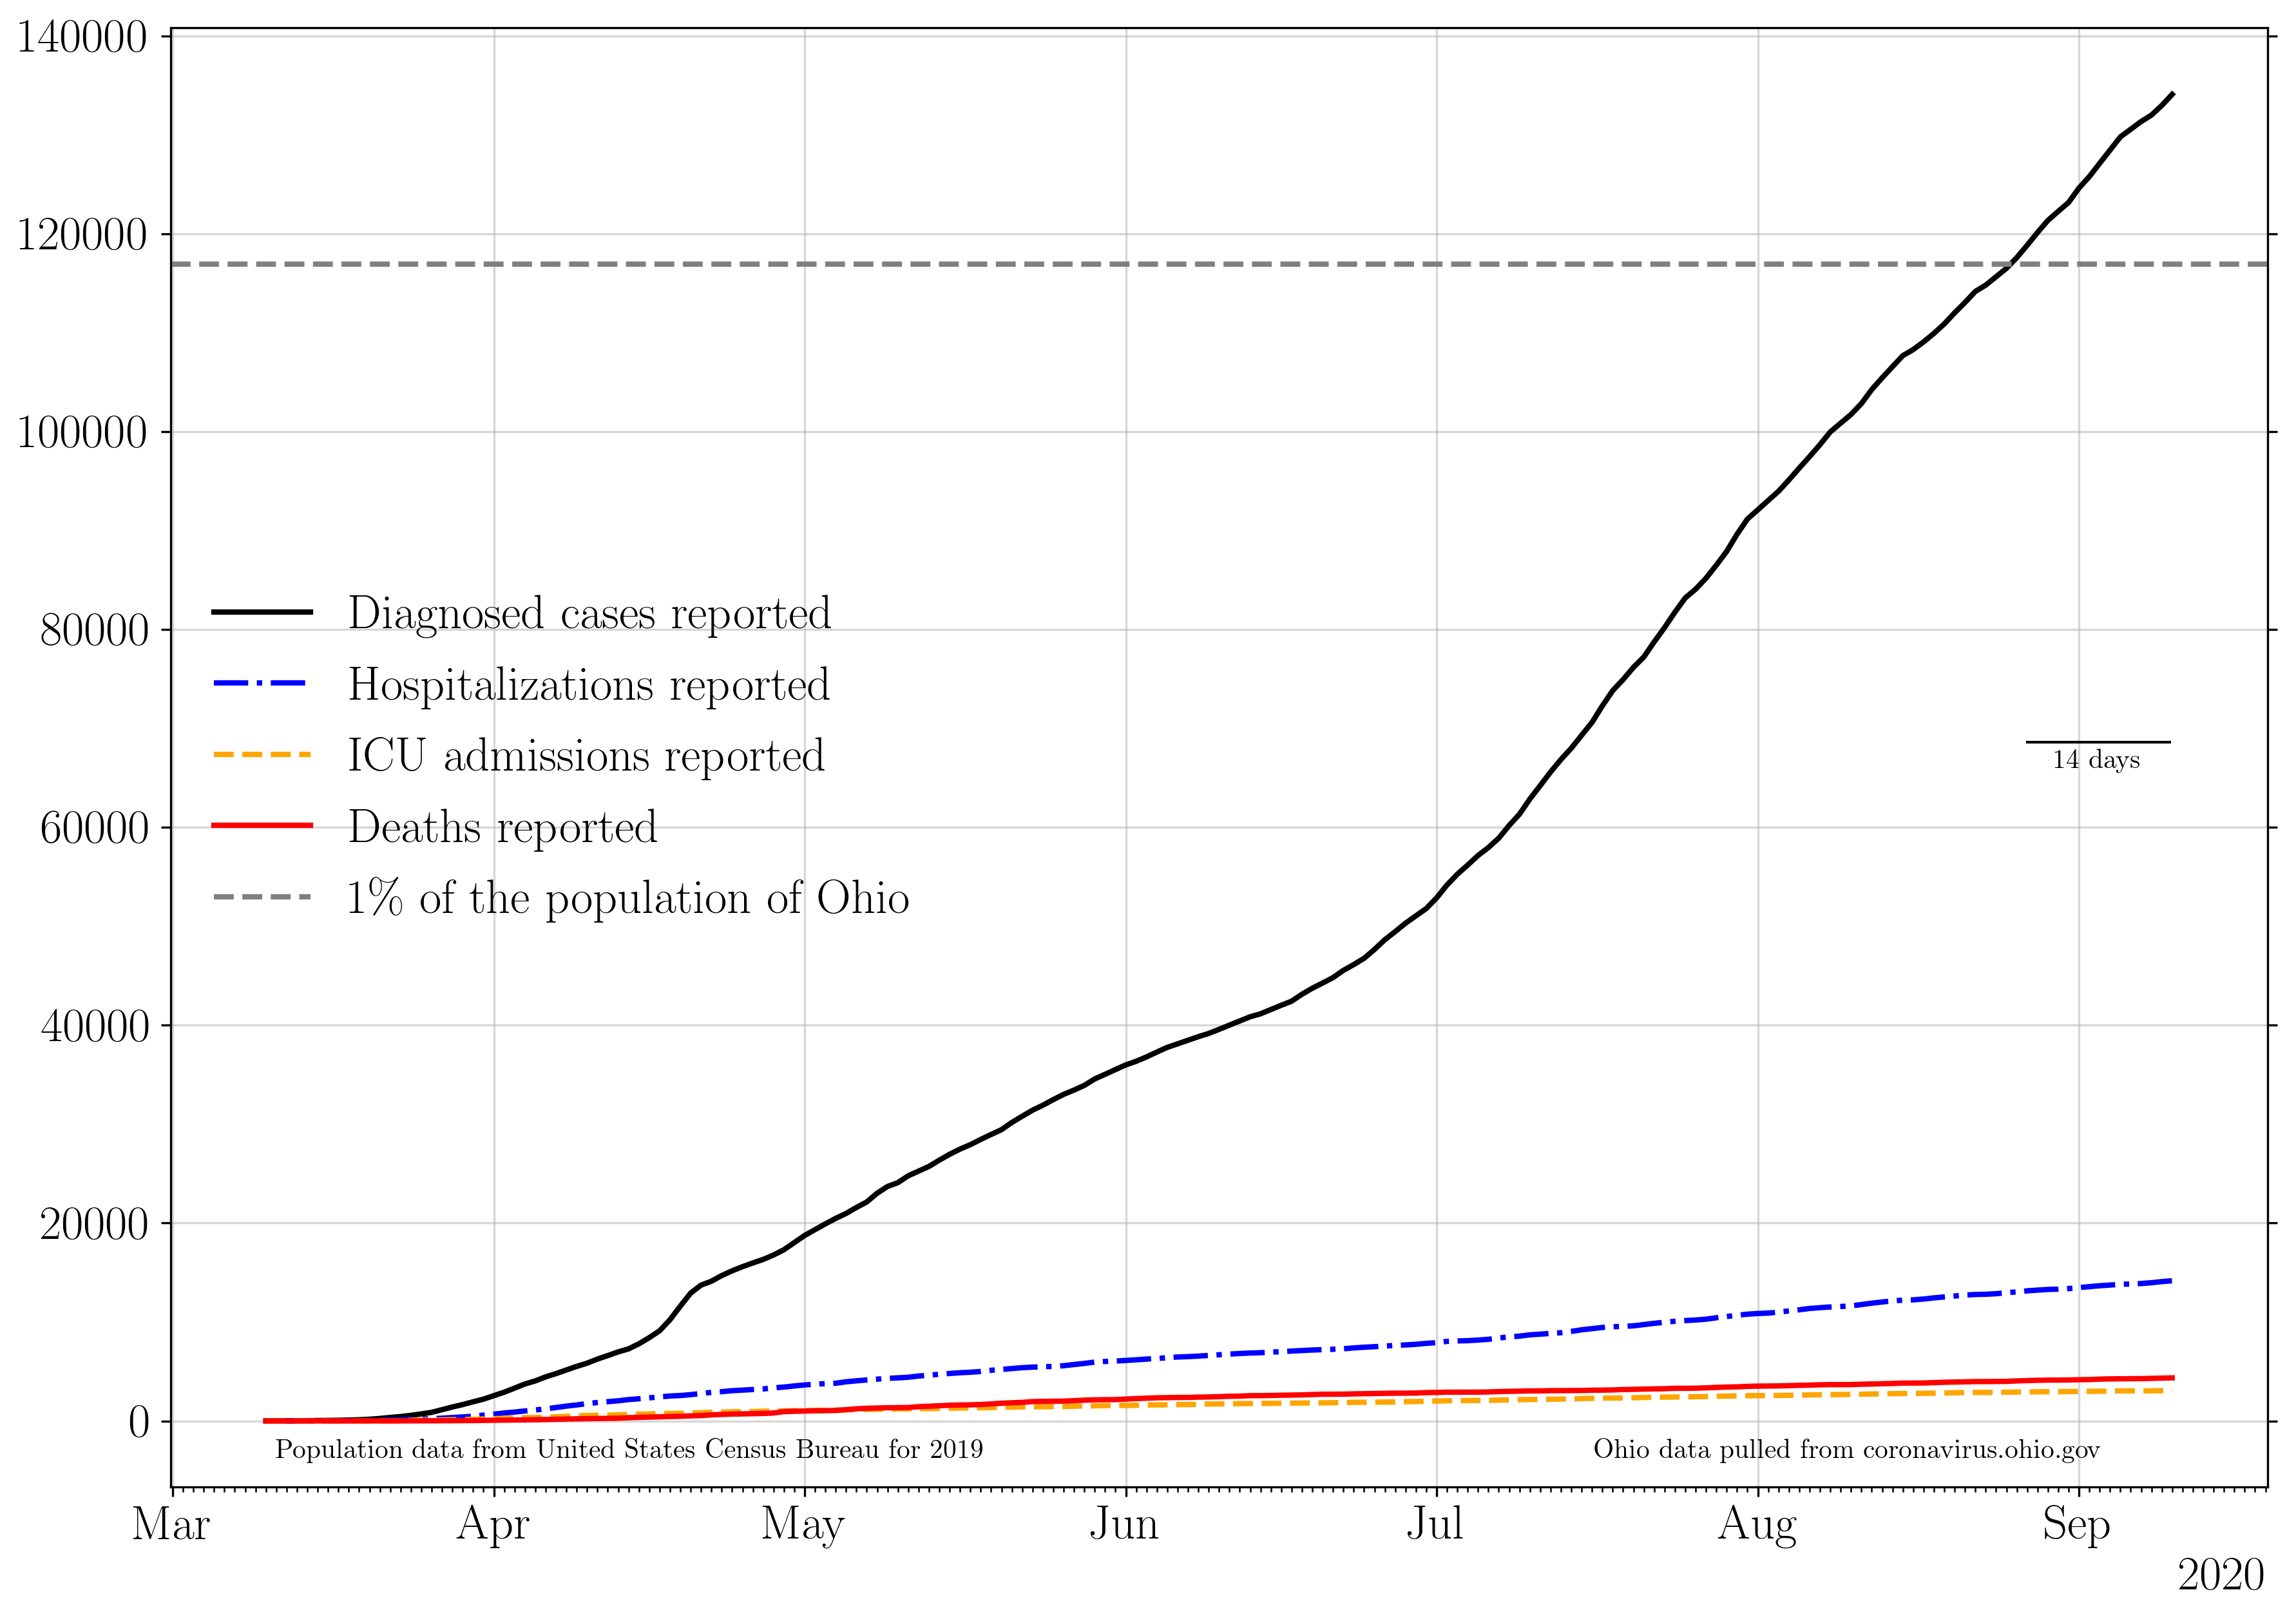 140000
120000
100000
80000
60000
40000
20000
0
Diagnosed cases reported
Hospitalizations reported
ICU admissions reported
Deaths reported
1% of the population of Ohio
14 days
Population data from United States Census Bureau for 2019
Ohio data pulled from coronavirus.ohio.gov
Mar Apr May Jun Jul Aug Sep
2020